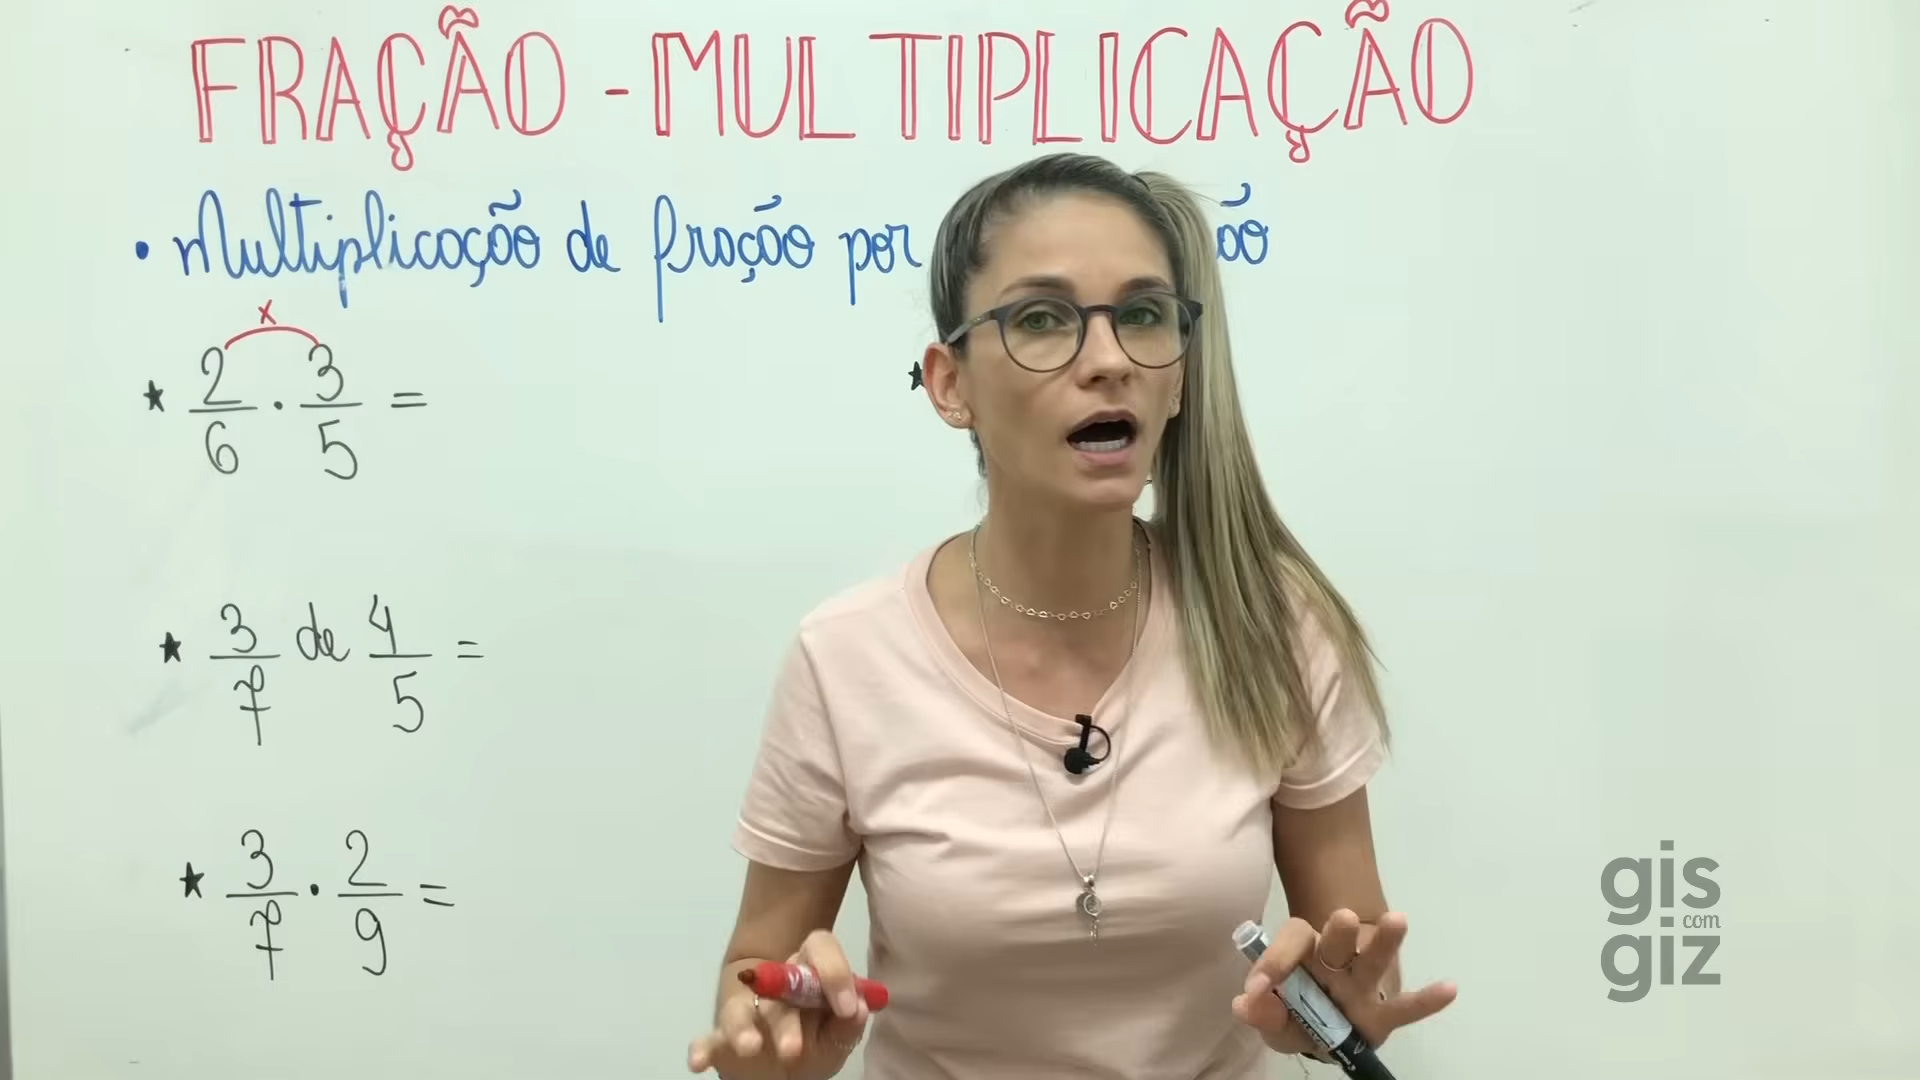 FRAÇÃO - MULTIPLICAÇÃO
• Multiplicação de fração por ão
x
★ 2/6 . 3/5 =
★
★ 3/7 de 4/5 =
★ 3/7 . 2/9 =
gis
com
giz